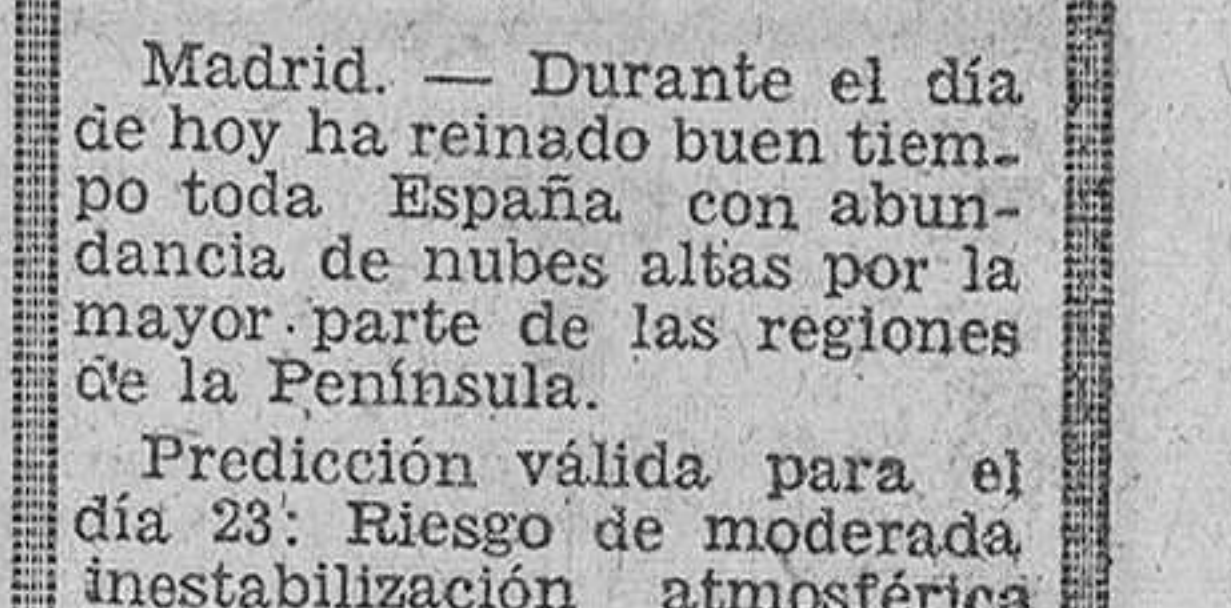 Madrid. — Durante el día
de hoy ha reinado buen tiem-
po toda España con abun-
dancia de nubes altas por la
mayor parte de las regiones
de la Península.
Predicción válida para el
día 23: Riesgo de moderada
inestabilización atmosférica